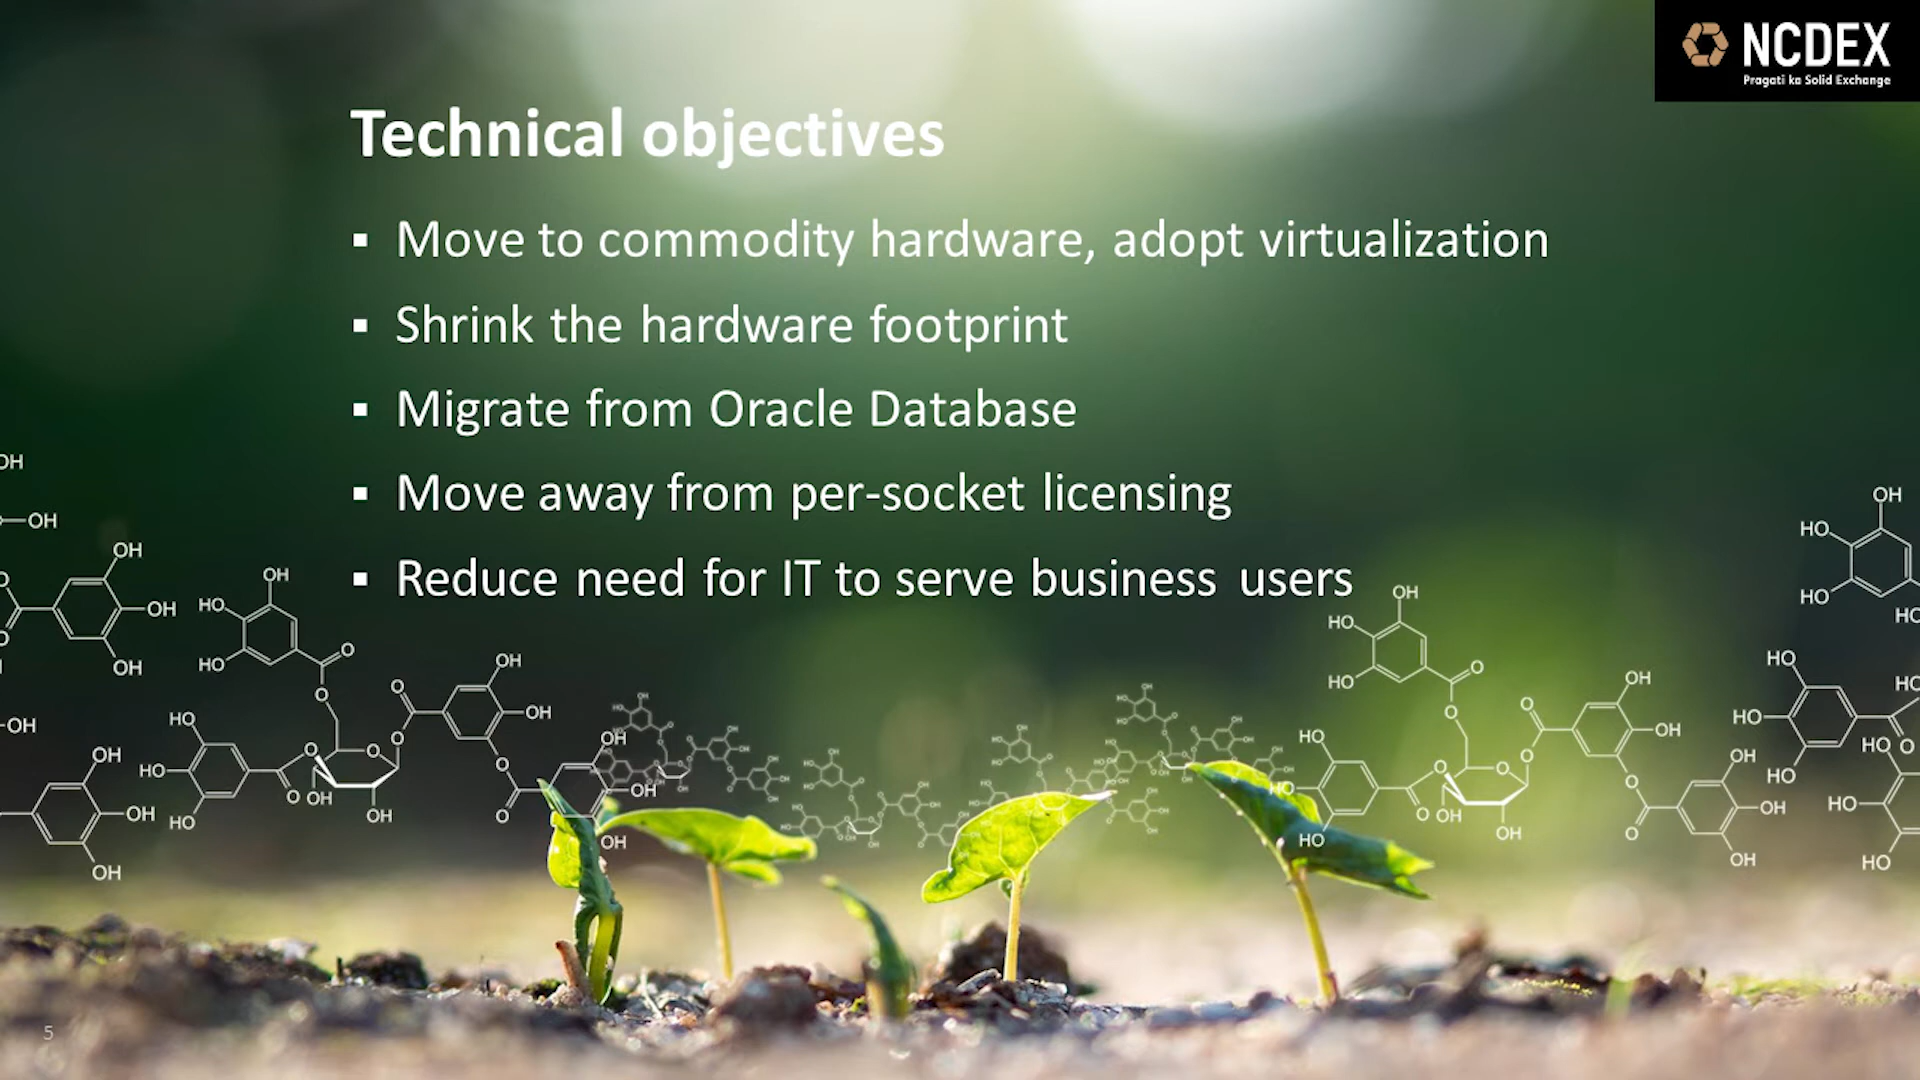 NCDEX
Pragati ka Solid Exchange
Technical objectives
▪ Move to commodity hardware, adopt virtualization
▪ Shrink the hardware footprint
▪ Migrate from Oracle Database
▪ Move away from per-socket licensing
▪ Reduce need for IT to serve business users
5